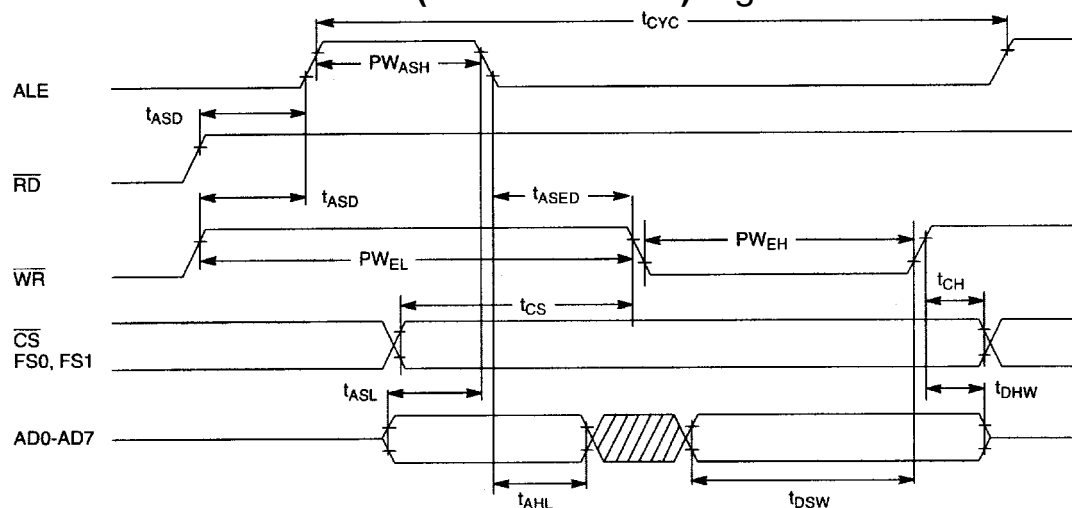 tCYC
PWASH
ALE
tASD
RD
tASD
tASED
PWEL
PWEH
WR
tCH
tCS
CS
FS0, FS1
tASL
tDHW
AD0-AD7
tAHL
tDSW